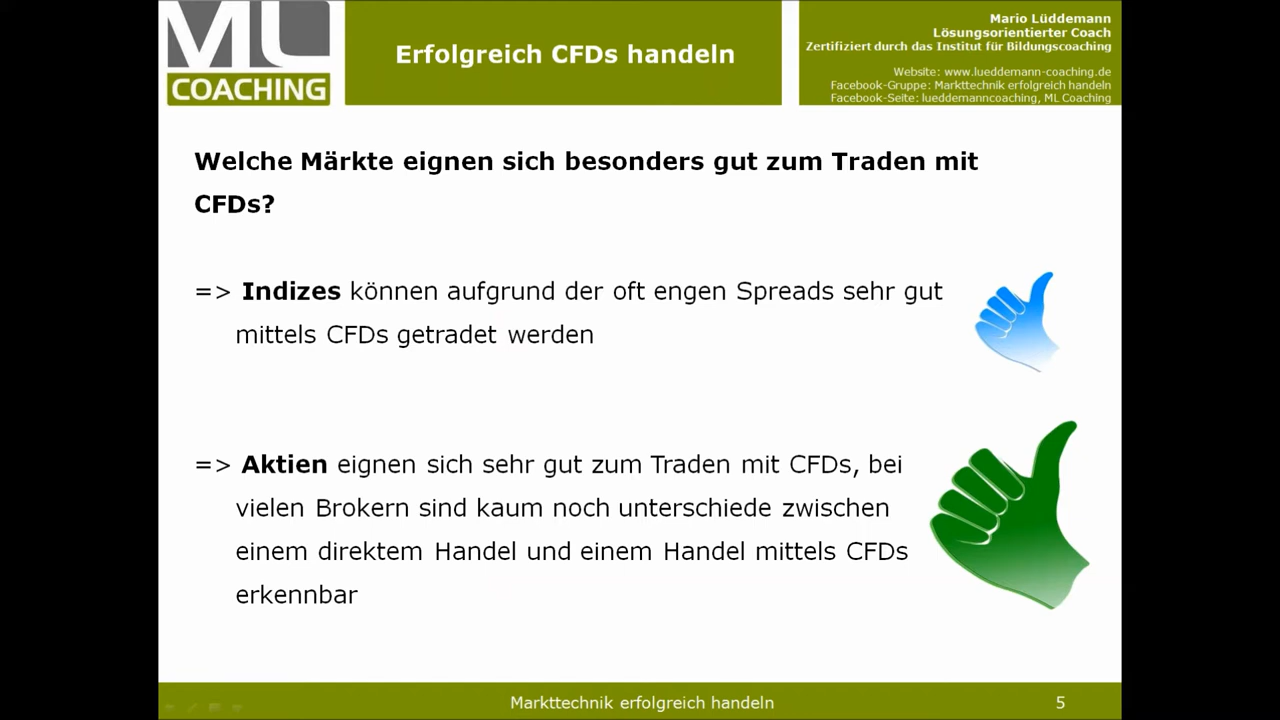 ML
COACHING
Erfolgreich CFDs handeln
Mario Lüddemann
Lösungsorientierter Coach
Zertifiziert durch das Institut für Bildungscoaching
Website: www.lueddemann-coaching.de
Facebook-Gruppe: Markttechnik erfolgreich handeln
Facebook-Seite: lueddemanncoaching, ML Coaching
Welche Märkte eignen sich besonders gut zum Traden mit
CFDs?
=> Indizes können aufgrund der oft engen Spreads sehr gut
mittels CFDs getradet werden
=> Aktien eignen sich sehr gut zum Traden mit CFDs, bei
vielen Brokern sind kaum noch unterschiede zwischen
einem direktem Handel und einem Handel mittels CFDs
erkennbar
Markttechnik erfolgreich handeln
5